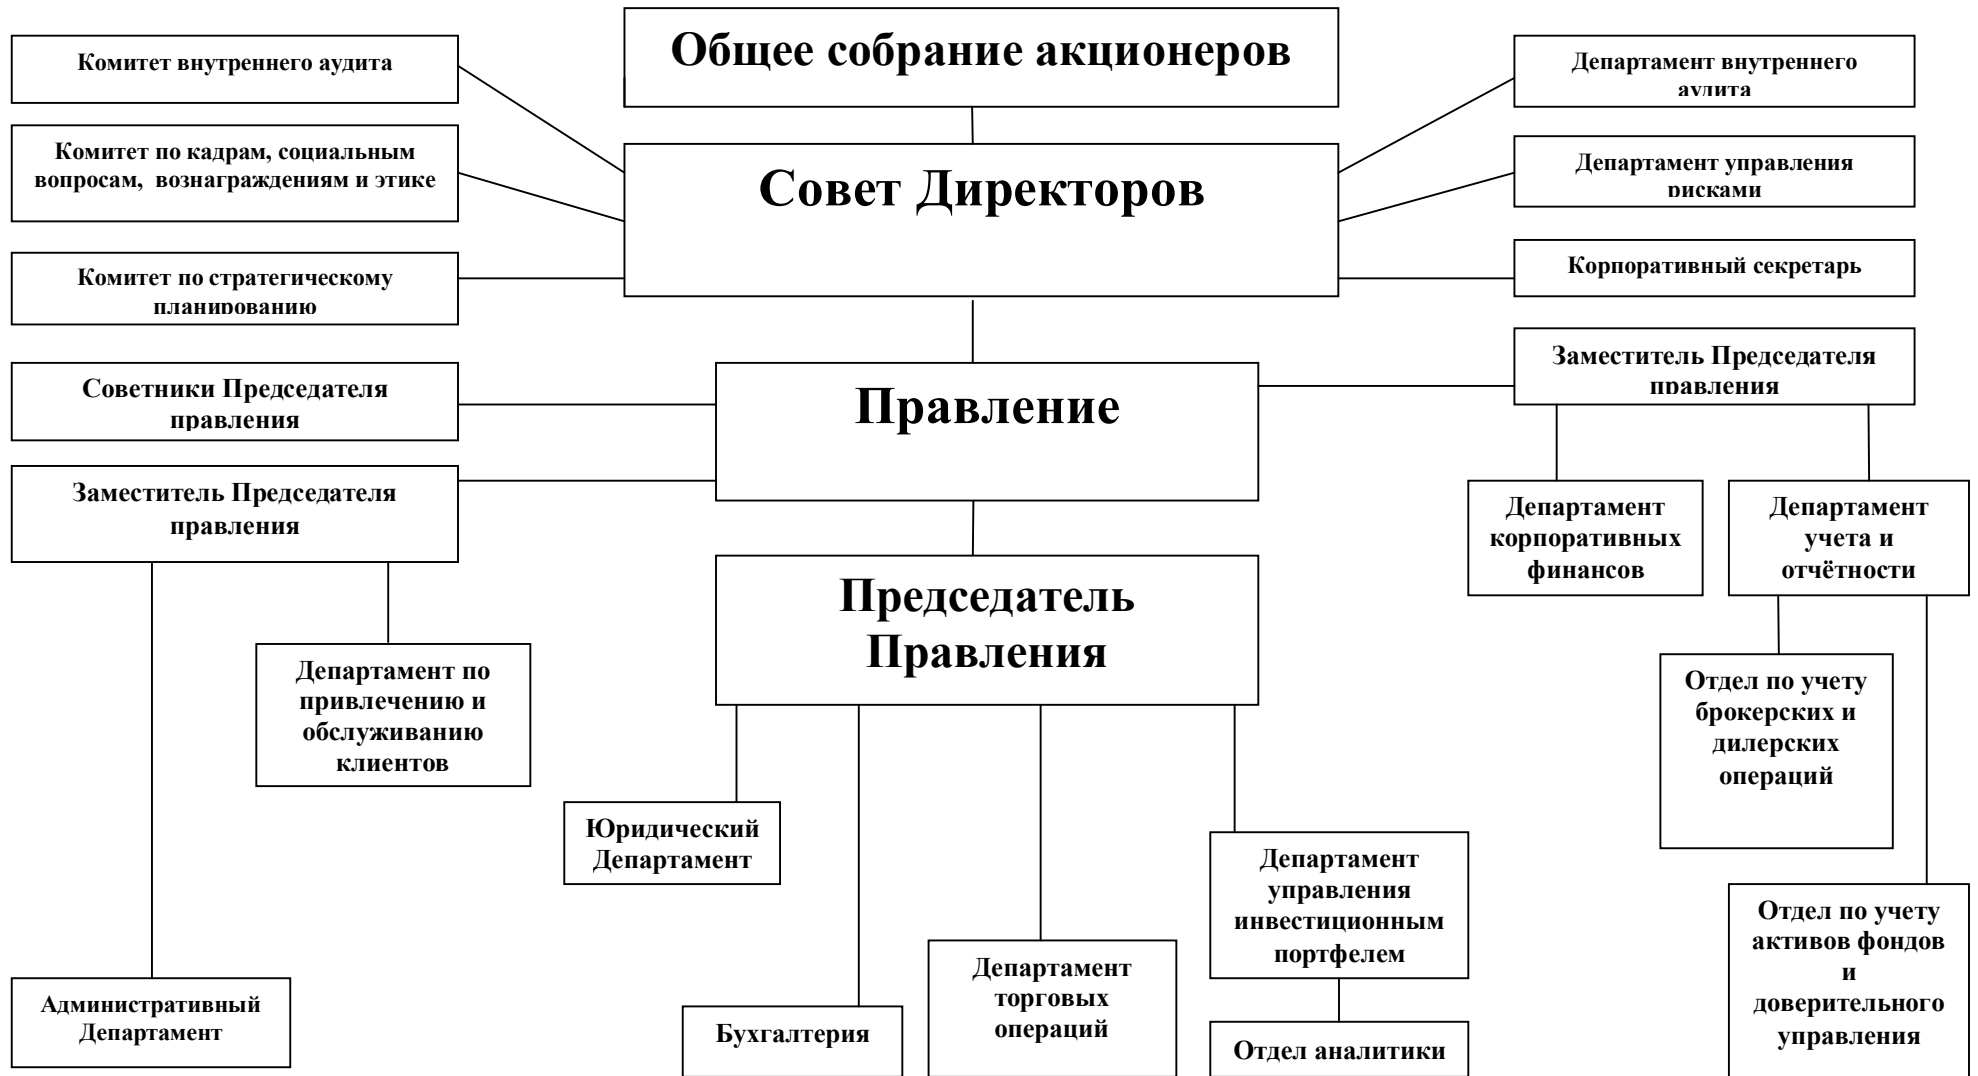 Общее собрание акционеров
Комитет внутреннего аудита
Департамент внутреннего
аудита
Комитет по кадрам, социальным
вопросам, вознаграждениям и этике
Совет Директоров
Департамент управления
рисками
Комитет по стратегическому
планированию
Корпоративный секретарь
Советники Председателя
правления
Правление
Заместитель Председателя
правления
Заместитель Председателя
правления
Департамент
корпоративных
финансов
Департамент
учета и
отчётности
Председатель
Правления
Департамент по
привлечению и
обслуживанию
клиентов
Отдел по учету
брокерских и
дилерских
операций
Юридический
Департамент
Департамент
управления
инвестиционным
портфелем
Отдел по учету
активов фондов
и
доверительного
управления
Административный
Департамент
Бухгалтерия
Департамент
торговых
операций
Отдел аналитики